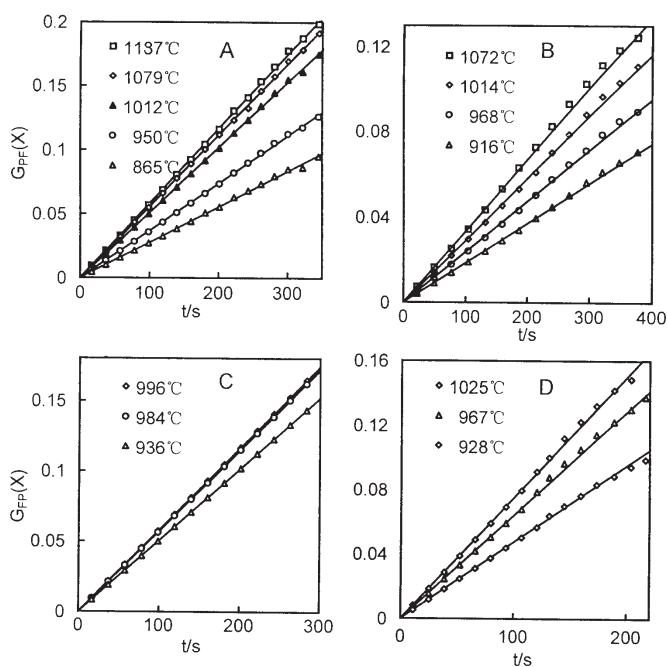 A
0.2
0.15
0.1
0.05
0
G_PF(X)
1137℃
1079℃
1012℃
950℃
865℃
0 100 200 300
t/s
B
0.12
0.08
0.04
0
1072℃
1014℃
968℃
916℃
0 100 200 300 400
t/s
C
0.15
0.1
0.05
0
G_FP(X)
996℃
984℃
936℃
0 100 200 300
t/s
D
0.16
0.12
0.08
0.04
0
1025℃
967℃
928℃
0 100 200
t/s